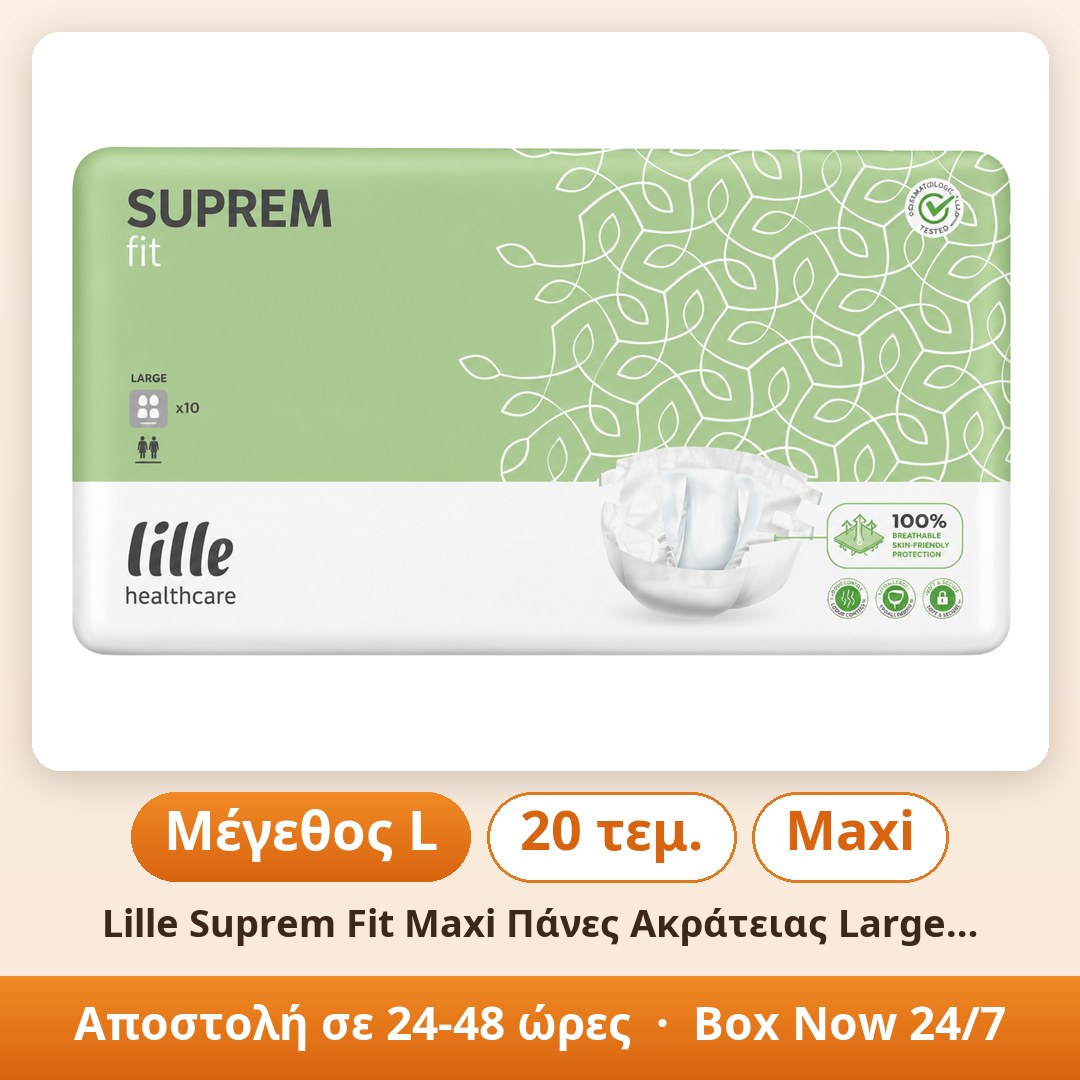 SUPREM
fit
TESTED
LARGE
x10
lille
healthcare
100%
BREATHABLE
SKIN-FRIENDLY
PROTECTION
Μέγεθος L
20 τεμ.
Maxi
Lille Suprem Fit Maxi Πάνες Ακράτειας Large...
Αποστολή σε 24-48 ώρες · Box Now 24/7